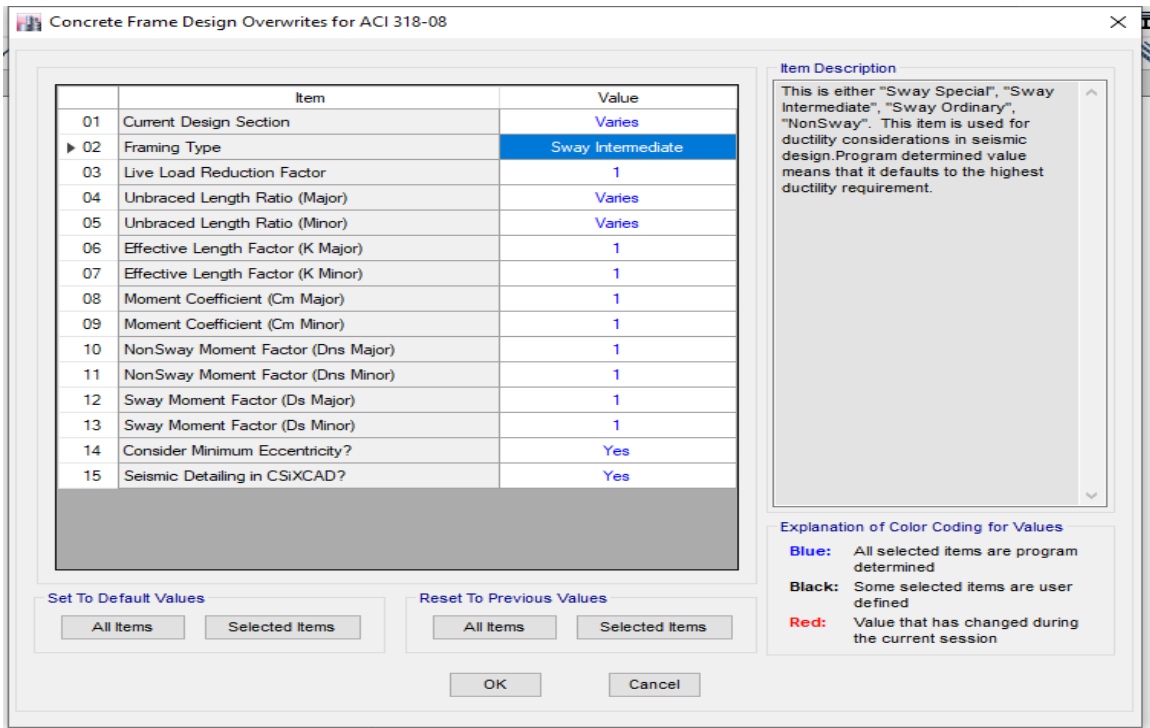 Concrete Frame Design Overwrites for ACI 318-08
Item Value
01 Current Design Section Varies
02 Framing Type Sway Intermediate
03 Live Load Reduction Factor 1
04 Unbraced Length Ratio (Major) Varies
05 Unbraced Length Ratio (Minor) Varies
06 Effective Length Factor (K Major) 1
07 Effective Length Factor (K Minor) 1
08 Moment Coefficient (Cm Major) 1
09 Moment Coefficient (Cm Minor) 1
10 NonSway Moment Factor (Dns Major) 1
11 NonSway Moment Factor (Dns Minor) 1
12 Sway Moment Factor (Ds Major) 1
13 Sway Moment Factor (Ds Minor) 1
14 Consider Minimum Eccentricity? Yes
15 Seismic Detailing in CSiXCAD? Yes
Item Description
This is either "Sway Special", "Sway
Intermediate", "Sway Ordinary",
"NonSway". This item is used for
ductility considerations in seismic
design.Program determined value
means that it defaults to the highest
ductility requirement.
Explanation of Color Coding for Values
Blue: All selected items are program
determined
Black: Some selected items are user
defined
Red: Value that has changed during
the current session
Set To Default Values
All Items Selected Items
Reset To Previous Values
All Items Selected Items
OK Cancel